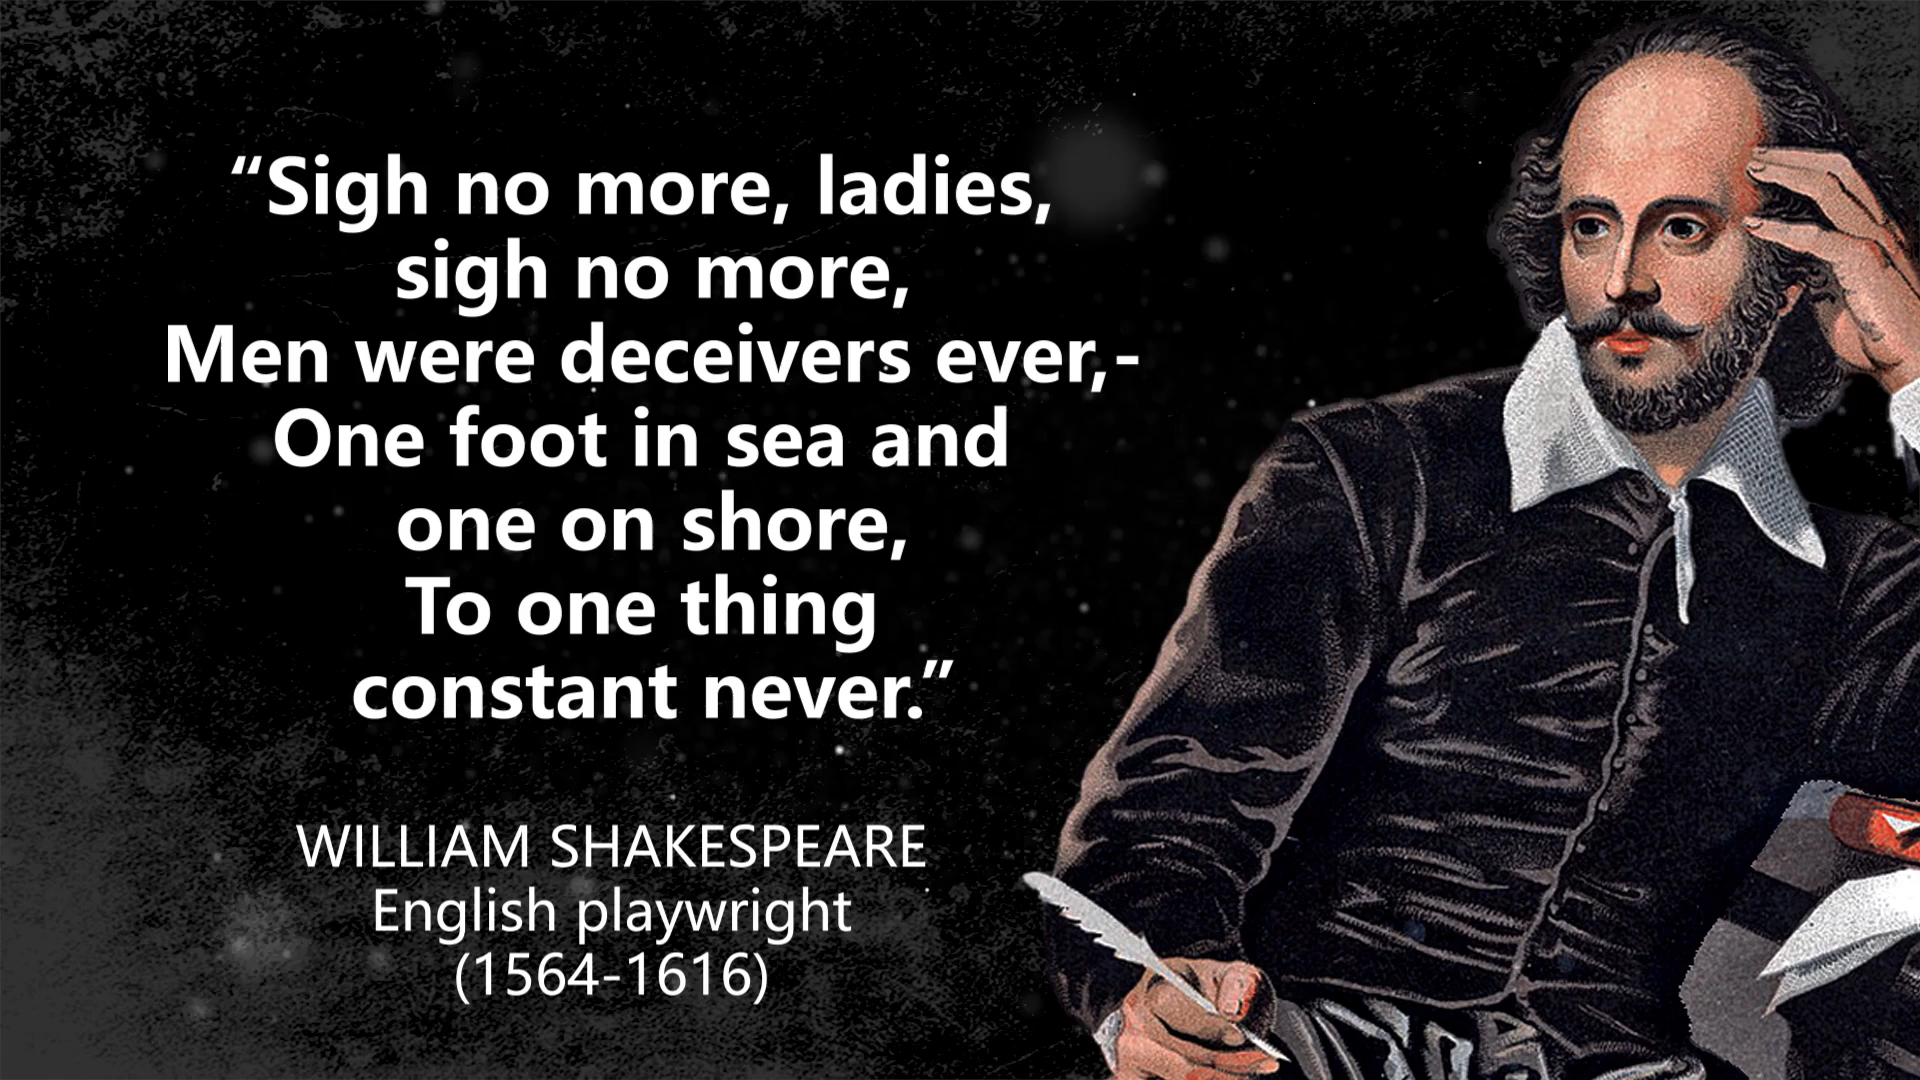 “Sigh no more, ladies,
sigh no more,
Men were deceivers ever,-
One foot in sea and
one on shore,
To one thing
constant never.”
WILLIAM SHAKESPEARE
English playwright
(1564-1616)